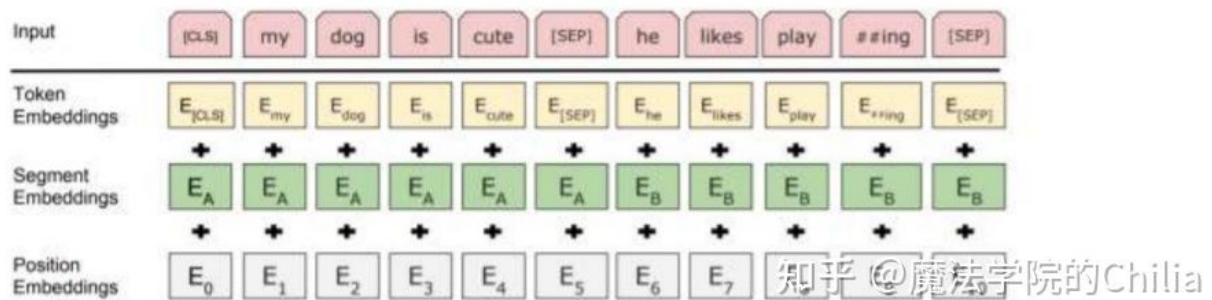 Input [CLS] my dog is cute [SEP] he likes play ##ing [SEP]
Token
Embeddings E[CLS] Emy Edog Eis Ecute E[SEP] Ehe Elikes Eplay E##ing E[SEP]
+ + + + + + + + + + +
Segment
Embeddings EA EA EA EA EA EA EB EB EB EB EB
+ + + + + + + + + + +
Position
Embeddings E0 E1 E2 E3 E4 E5 E6 E7
知乎 @魔法学院的Chilia